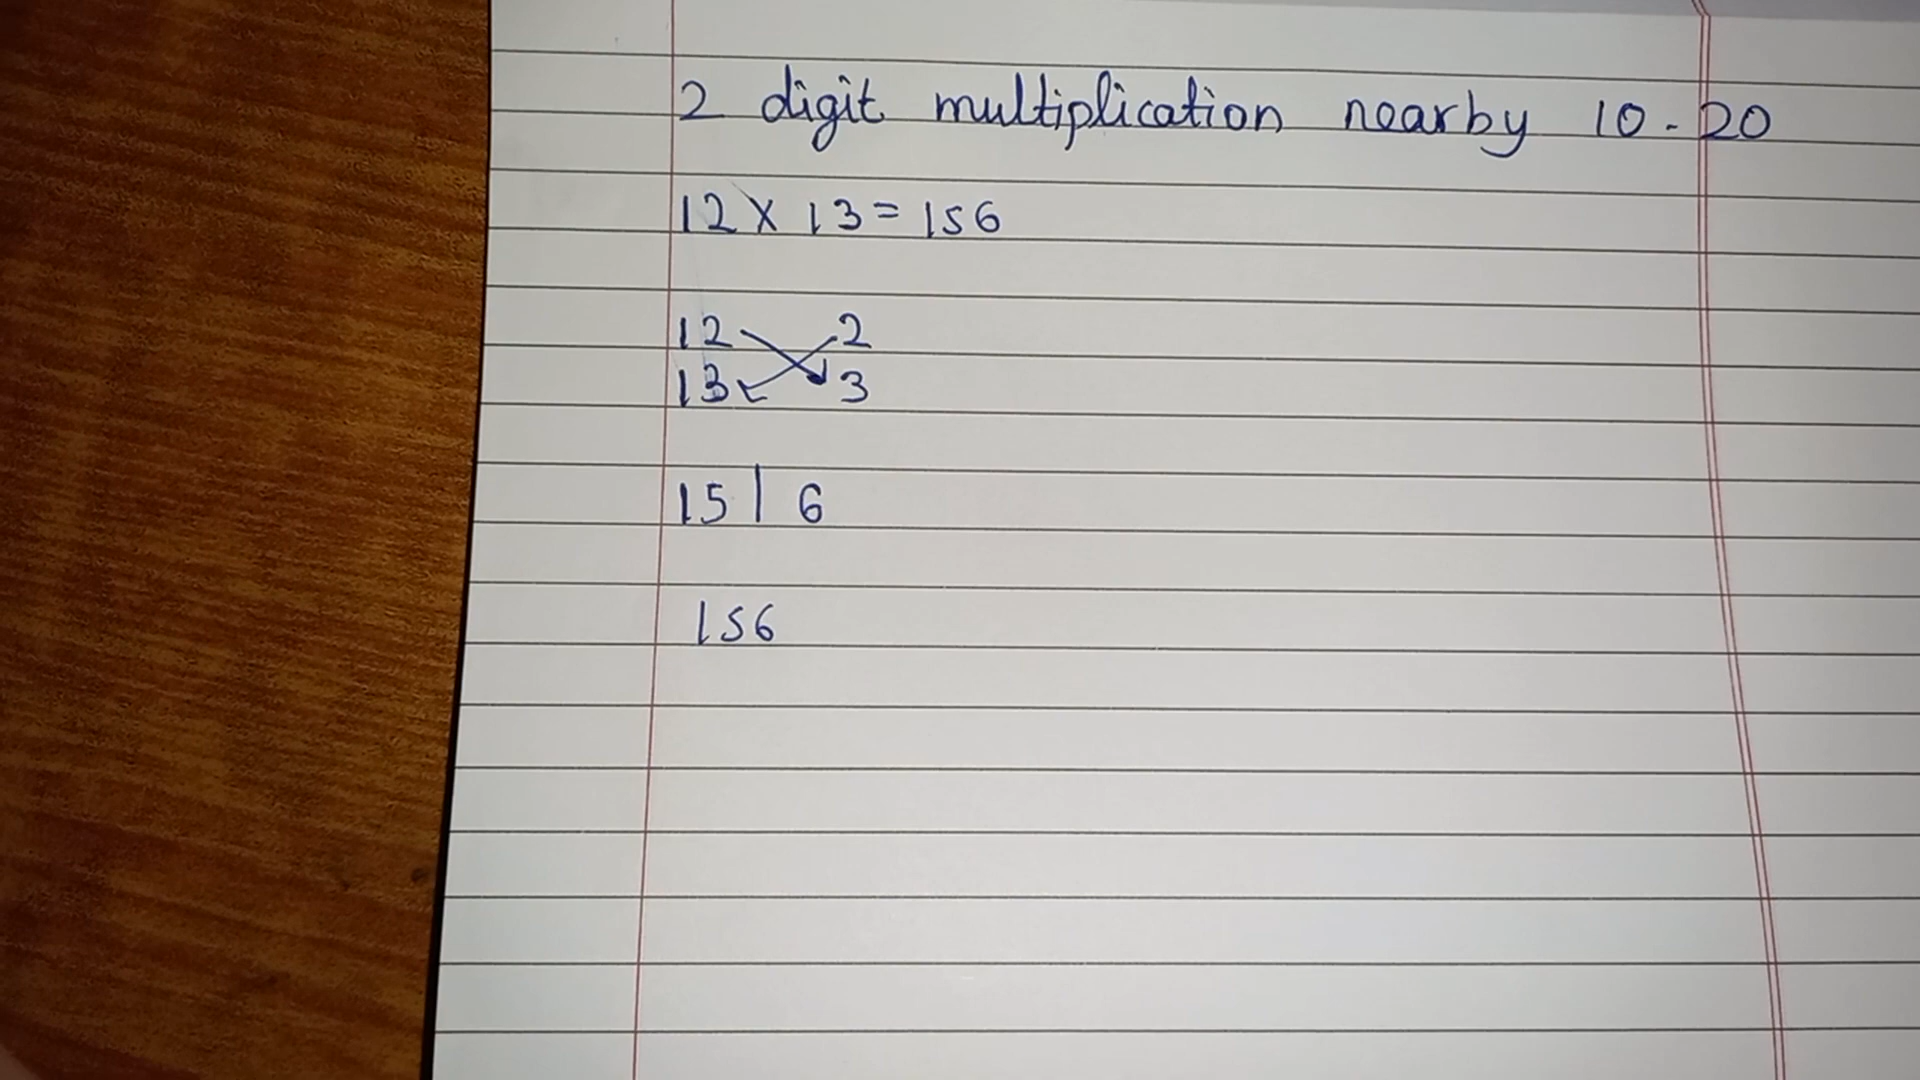 2 digit multiplication nearby 10-20
12 X 13 = 156
12 2
13 3
15 | 6
156